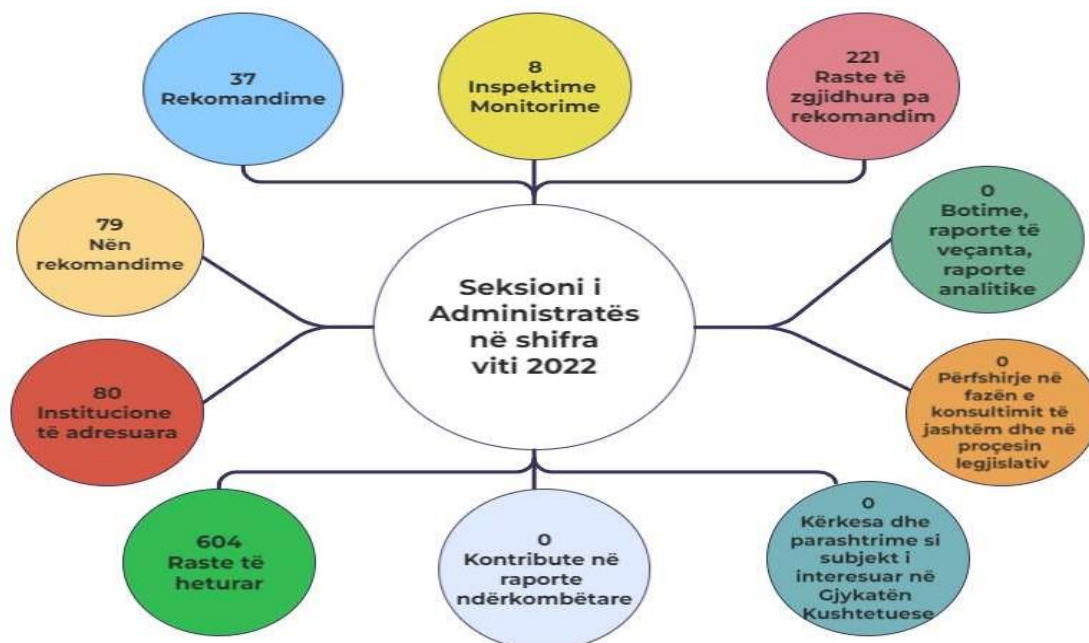 37
Rekomandime
8
Inspektime
Monitorime
221
Raste të
zgjidhura pa
rekomandim
79
Nën
rekomandime
Seksioni i
Administratës
në shifra
viti 2022
0
Botime,
raporte të
veçanta,
raporte
analitike
80
Institucione
të adresuara
0
Përfshirje në
fazën e
konsultimit të
jashtëm dhe në
proçesin
legjislativ
604
Raste të
heturar
0
Kontribute në
raporte
ndërkombëtare
0
Kërkesa dhe
parashtrime si
subjekt i
interesuar në
Gjykatën
Kushtetuese